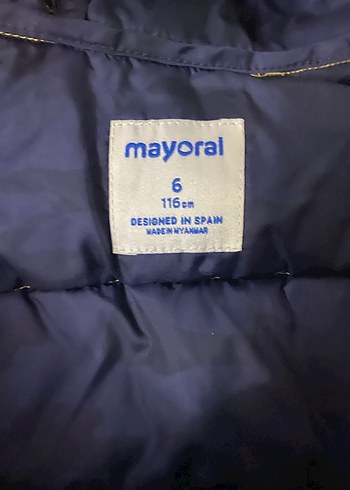 mayoral
6
116cm
DESIGNED IN SPAIN
MADE IN MYANMAR